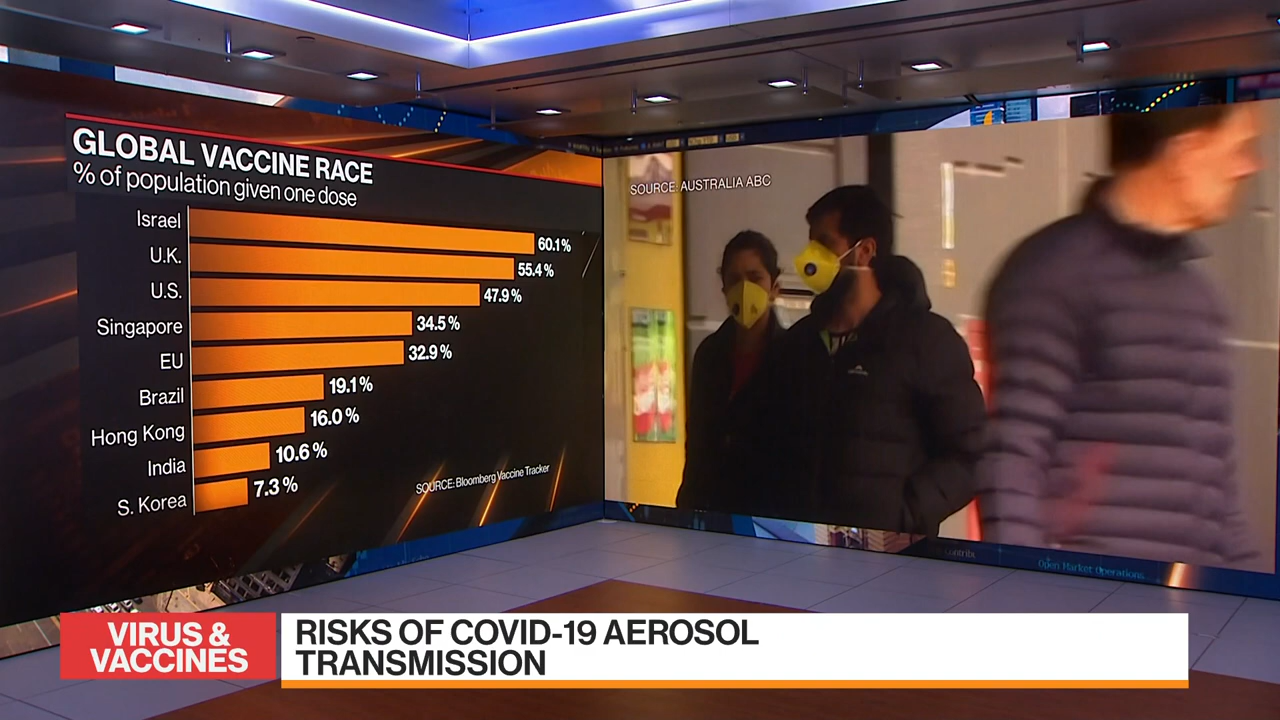 GLOBAL VACCINE RACE
% of population given one dose
Israel 60.1%
U.K. 55.4%
U.S. 47.9%
Singapore 34.5%
EU 32.9%
Brazil 19.1%
Hong Kong 16.0%
India 10.6%
S. Korea 7.3%
SOURCE: Bloomberg Vaccine Tracker
SOURCE: AUSTRALIA ABC
Contribu
Open Market Operations
VIRUS &
VACCINES
RISKS OF COVID-19 AEROSOL
TRANSMISSION